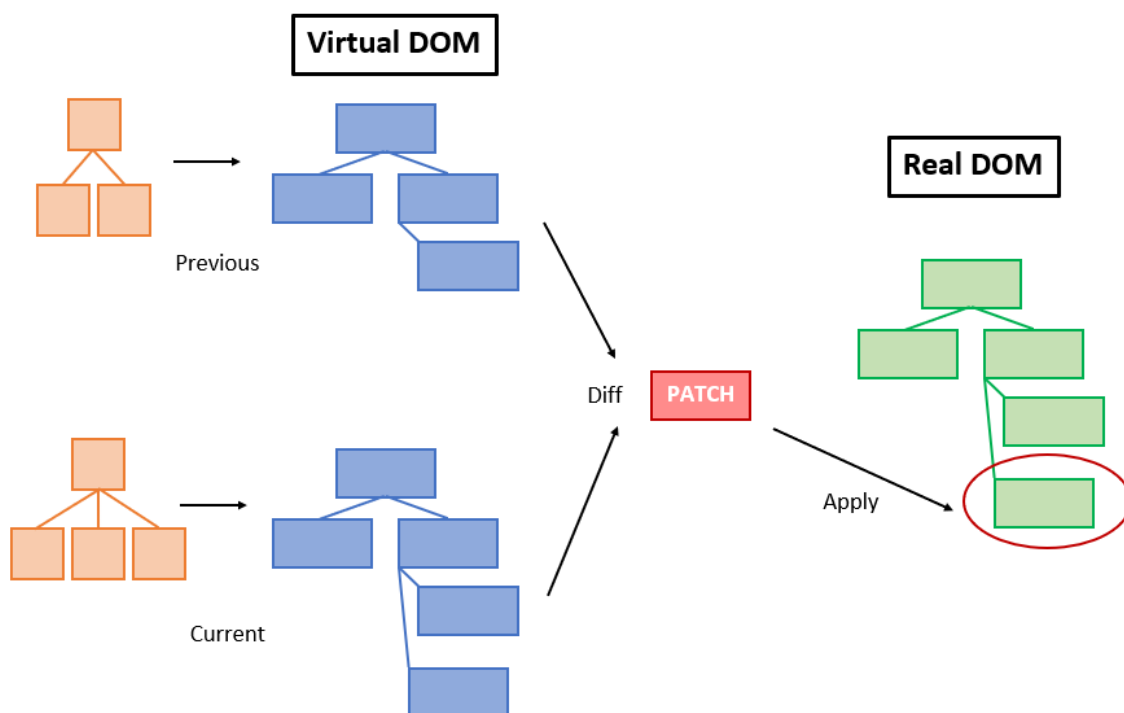 Virtual DOM
Real DOM
Previous
Diff
PATCH
Apply
Current